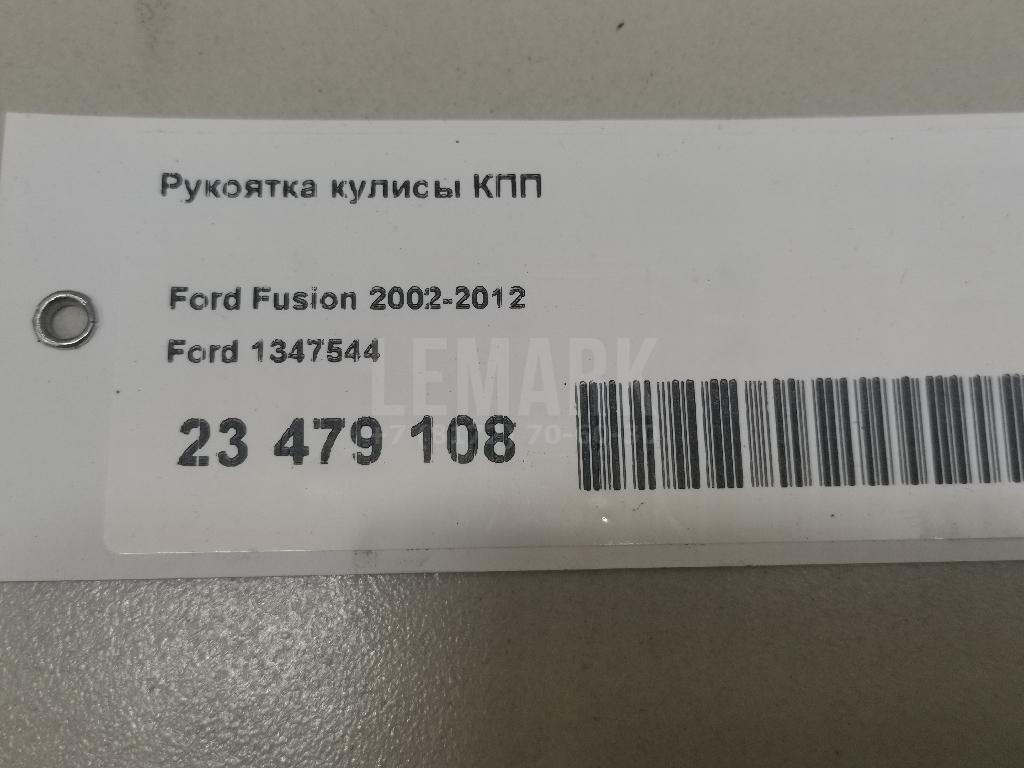 Рукоятка кулисы КПП
Ford Fusion 2002-2012
Ford 1347544
LEMARK
23 479 108